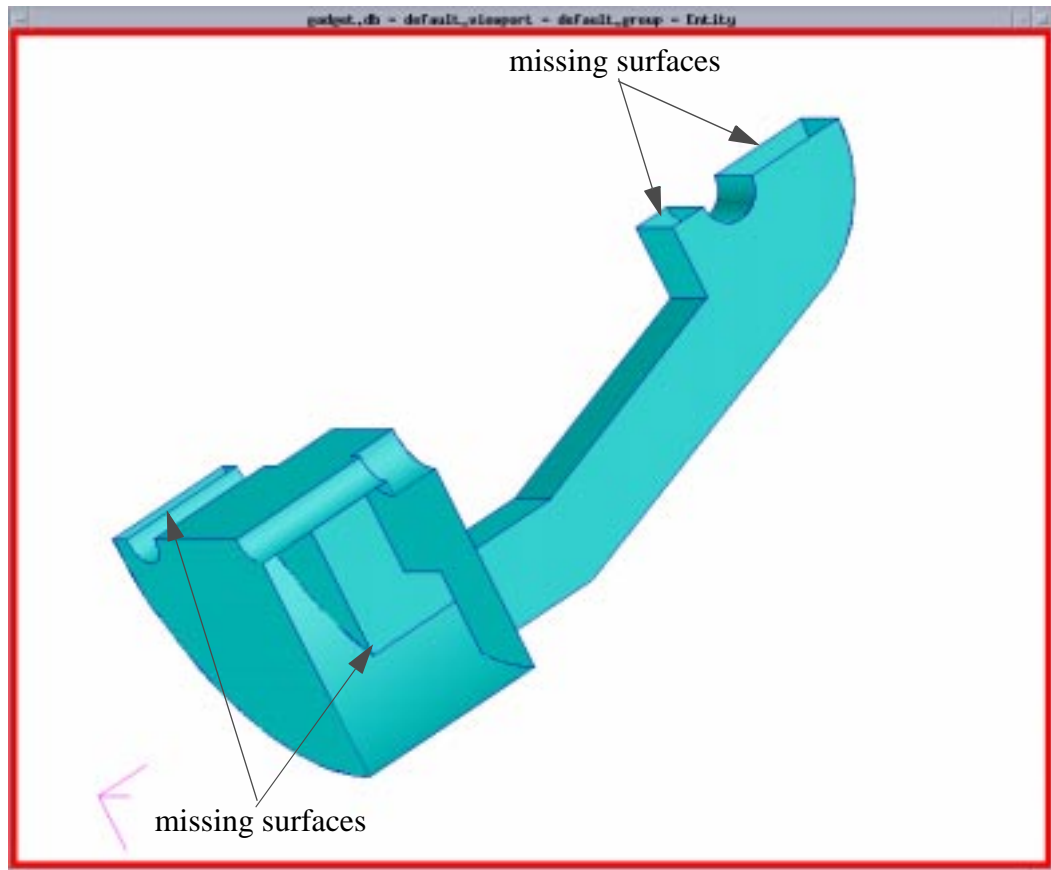 gadget.db - default_viewport - default_group - Entity
missing surfaces
missing surfaces